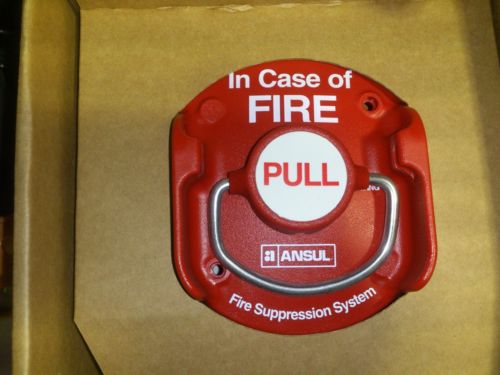 In Case of
FIRE
PULL
ANSUL
Fire Suppression System